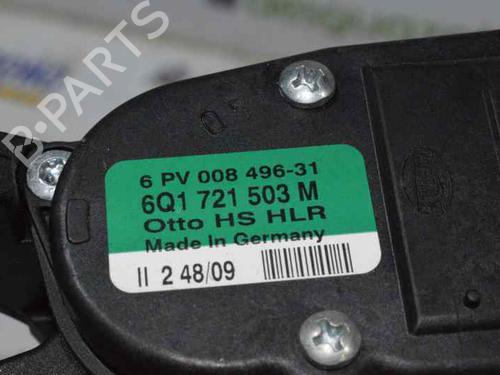 B-PARTS
6 PV 008 496-31
6Q1 721 503 M
Otto HS HLR
Made In Germany
II 2 48/09